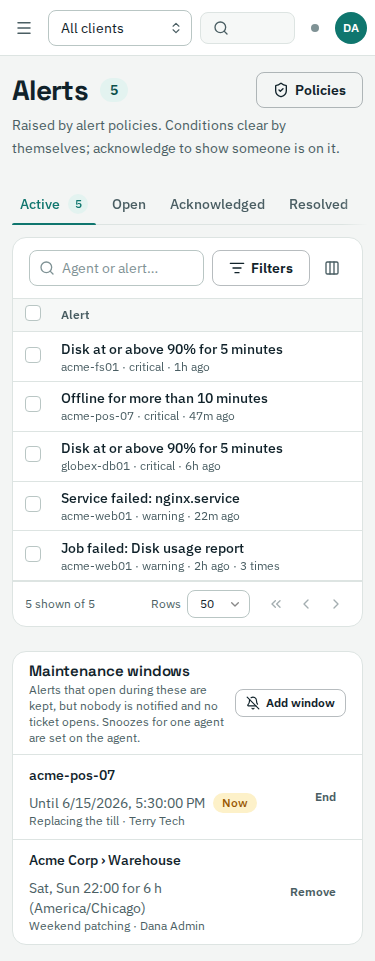 All clients
DA
Alerts 5
Policies
Raised by alert policies. Conditions clear by
themselves; acknowledge to show someone is on it.
Active 5 Open Acknowledged Resolved
Agent or alert...
Filters
Alert
Disk at or above 90% for 5 minutes
acme-fs01 · critical · 1h ago
Offline for more than 10 minutes
acme-pos-07 · critical · 47m ago
Disk at or above 90% for 5 minutes
globex-db01 · critical · 6h ago
Service failed: nginx.service
acme-web01 · warning · 22m ago
Job failed: Disk usage report
acme-web01 · warning · 2h ago · 3 times
5 shown of 5 Rows 50
Maintenance windows
Alerts that open during these are
kept, but nobody is notified and no
ticket opens. Snoozes for one agent
are set on the agent.
Add window
acme-pos-07
Until 6/15/2026, 5:30:00 PM Now
Replacing the till · Terry Tech
End
Acme Corp › Warehouse
Sat, Sun 22:00 for 6 h
(America/Chicago)
Weekend patching · Dana Admin
Remove